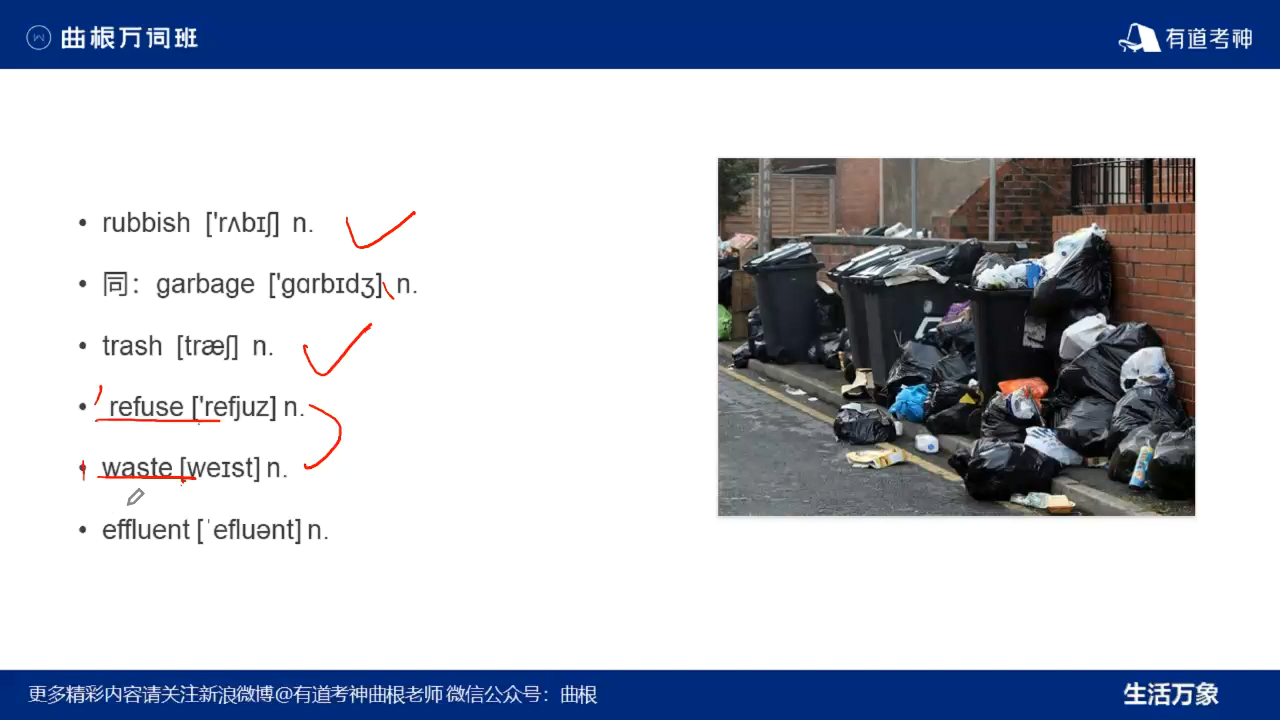 曲根万词班
有道考神
rubbish ['rʌbɪʃ] n.
同：garbage ['gɑrbɪdʒ] n.
trash [træʃ] n.
refuse ['refjuz] n.
waste [weɪst] n.
effluent [ˈefluənt] n.
更多精彩内容请关注新浪微博@有道考神曲根老师 微信公众号：曲根
生活万象